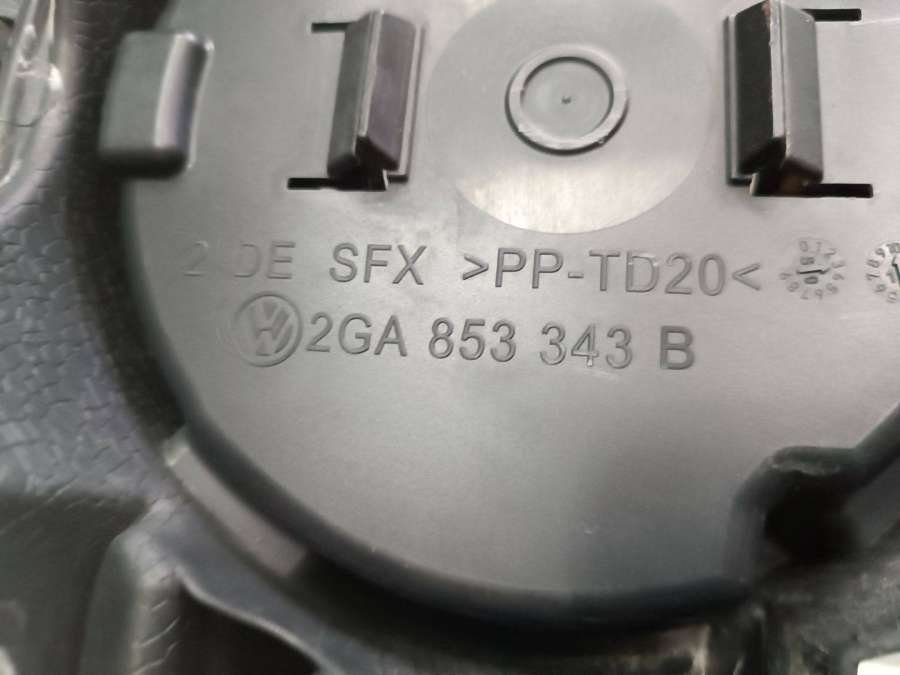 2 DE SFX >PP-TD20<
2GA 853 343 B